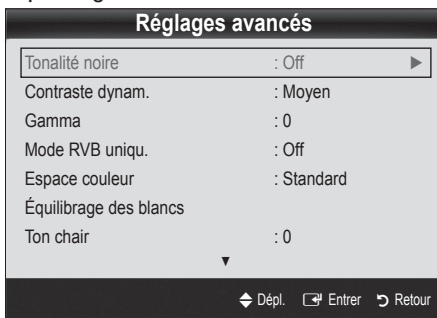 Réglages avancés
Tonalité noire : Off ►
Contraste dynam. : Moyen
Gamma : 0
Mode RVB uniqu. : Off
Espace couleur : Standard
Équilibrage des blancs
Ton chair : 0
▼
Dépl. Entrer Retour